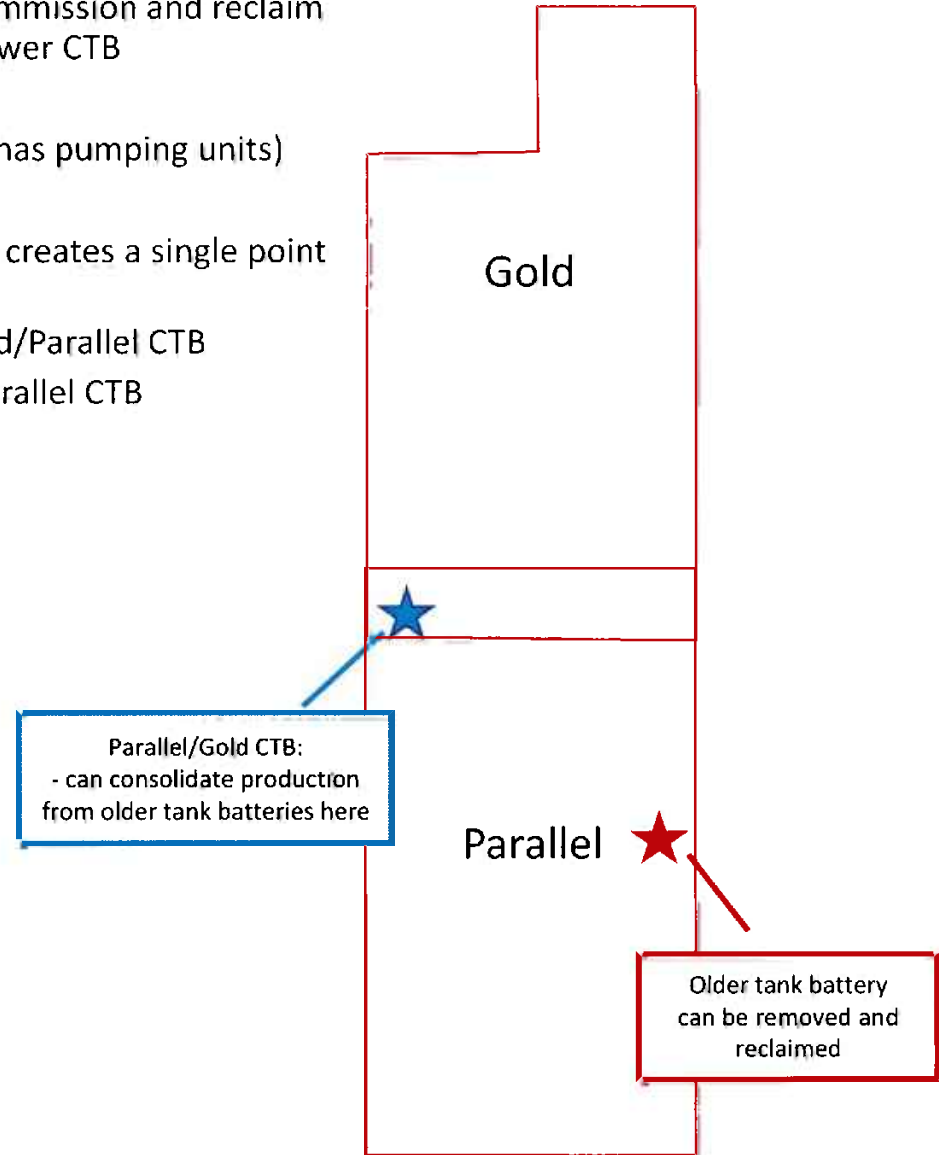 mmission and reclaim
wer CTB
has pumping units)
creates a single point
d/Parallel CTB
rallel CTB
Gold
Parallel/Gold CTB:
- can consolidate production
from older tank batteries here
Parallel
Older tank battery
can be removed and
reclaimed